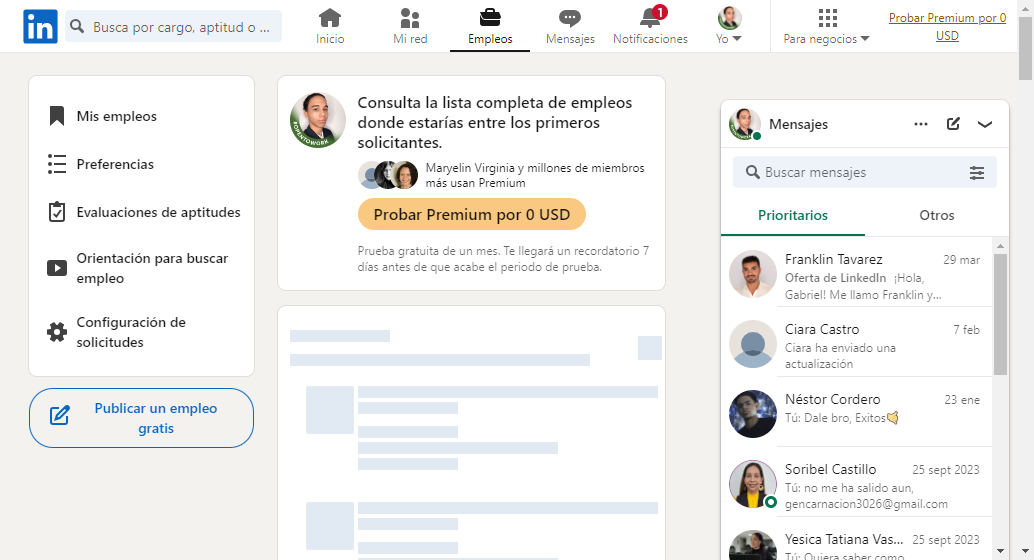 in
Busca por cargo, aptitud o ...
Inicio
Mi red
Empleos
Mensajes
1
Notificaciones
Yo
Para negocios
Probar Premium por 0
USD
Mis empleos
Preferencias
Evaluaciones de aptitudes
Orientación para buscar
empleo
Configuración de
solicitudes
Publicar un empleo
gratis
#OPENTOWORK
Consulta la lista completa de empleos
donde estarías entre los primeros
solicitantes.
Maryelin Virginia y millones de miembros
más usan Premium
Probar Premium por 0 USD
Prueba gratuita de un mes. Te llegará un recordatorio 7
días antes de que acabe el periodo de prueba.
Mensajes
Buscar mensajes
Prioritarios
Otros
Franklin Tavarez
29 mar
Oferta de LinkedIn ¡Hola,
Gabriel! Me llamo Franklin y...
Ciara Castro
7 feb
Ciara ha enviado una
actualización
Néstor Cordero
23 ene
Tú: Dale bro, Exitos
Soribel Castillo
25 sept 2023
Tú: no me ha salido aun,
gencarnacion3026@gmail.com
Yesica Tatiana Vas...
25 sept 2023
Tú: Quiera saber como